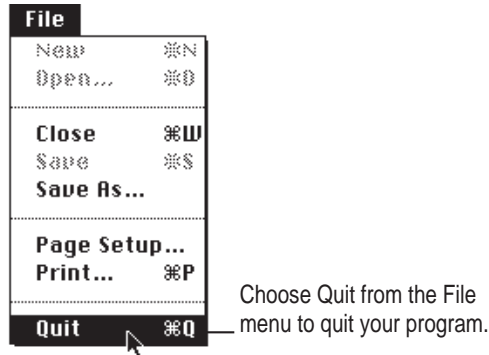 File
New ⌘N
Open... ⌘O
Close ⌘W
Save ⌘S
Save As...
Page Setup...
Print... ⌘P
Quit ⌘Q
Choose Quit from the File
menu to quit your program.